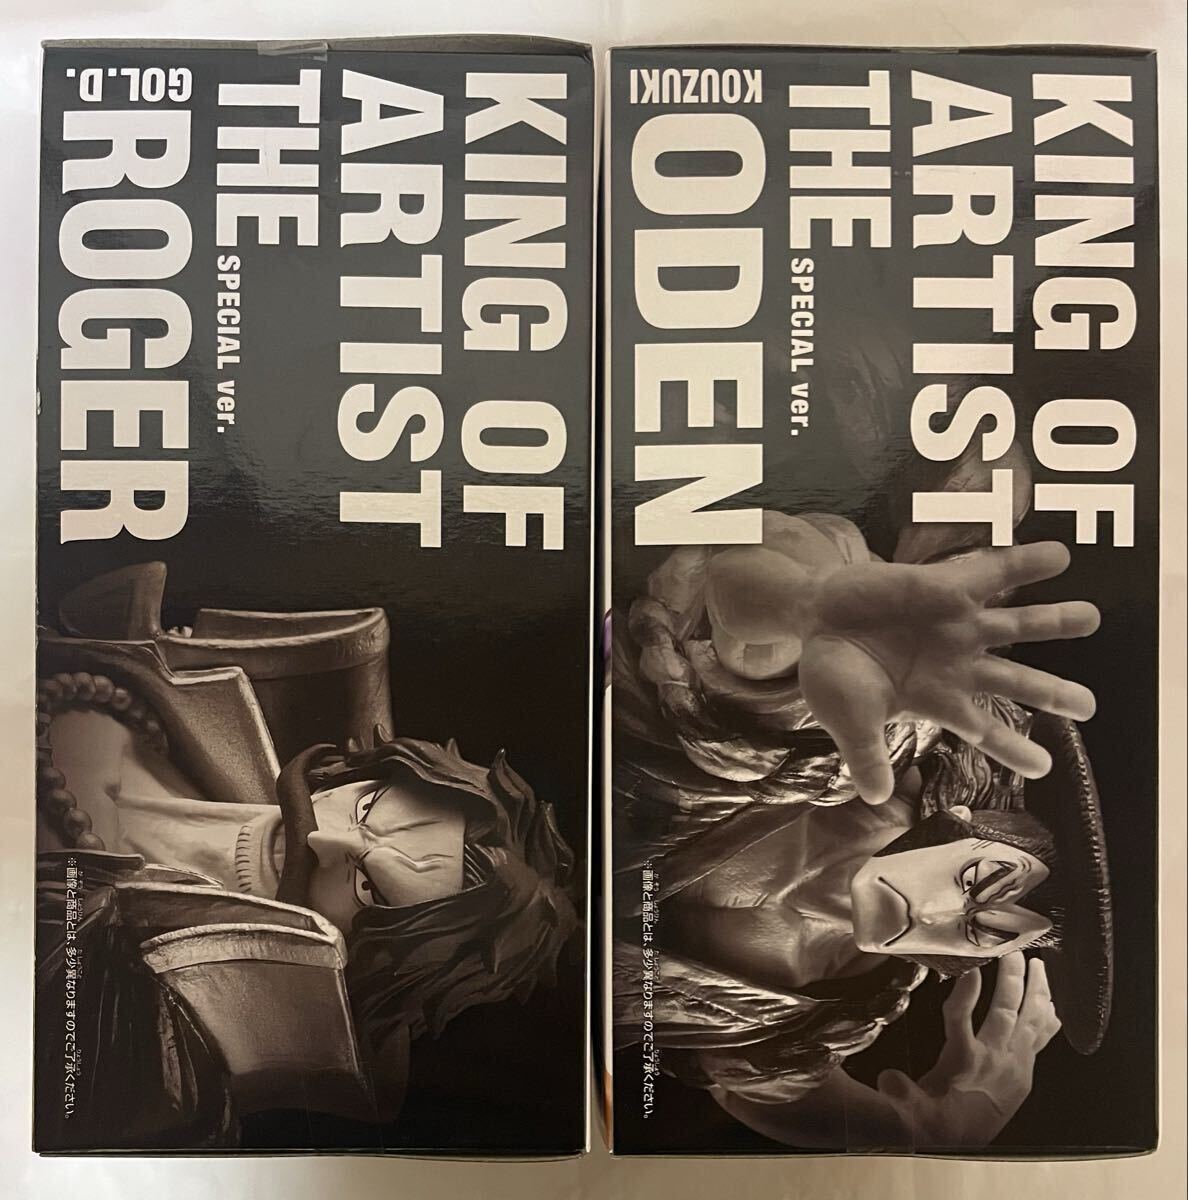 KING OF
ARTIST
THE SPECIAL ver.
GOL.D.
ROGER
※画像と商品とは、多少異なりますのでご了承ください。
KING OF
ARTIST
THE SPECIAL ver.
KOUZUKI
ODEN
※画像と商品とは、多少異なりますのでご了承ください。